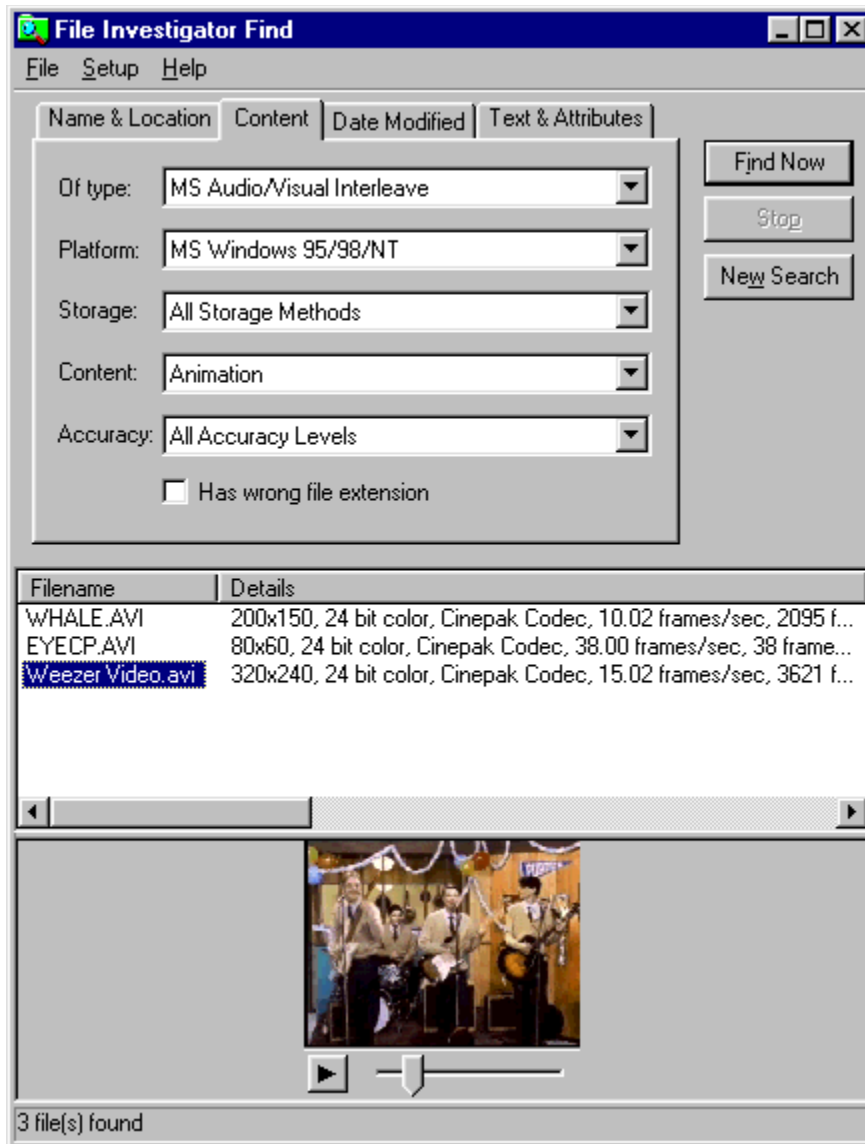 File Investigator Find
File Setup Help
Name & Location Content Date Modified Text & Attributes
Of type: MS Audio/Visual Interleave
Platform: MS Windows 95/98/NT
Storage: All Storage Methods
Content: Animation
Accuracy: All Accuracy Levels
Has wrong file extension
Find Now
Stop
New Search
Filename Details
WHALE.AVI 200x150, 24 bit color, Cinepak Codec, 10.02 frames/sec, 2095 f...
EYECP.AVI 80x60, 24 bit color, Cinepak Codec, 38.00 frames/sec, 38 frame...
Weezer Video.avi 320x240, 24 bit color, Cinepak Codec, 15.02 frames/sec, 3621 f...
3 file(s) found